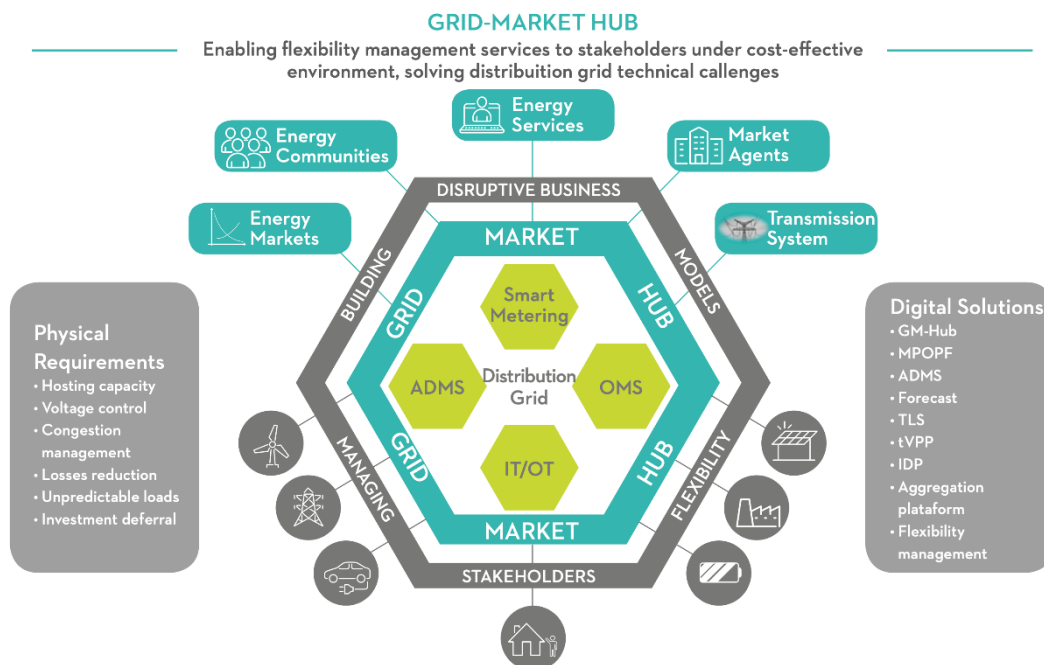 GRID-MARKET HUB
Enabling flexibility management services to stakeholders under cost-effective
environment, solving distribuition grid technical callenges
Energy
Services
Energy
Communities
Market
Agents
Energy
Markets
Transmission
System
DISRUPTIVE BUSINESS
BUILDING
MODELS
MARKET
GRID
HUB
Smart
Metering
ADMS
Distribution
Grid
OMS
IT/OT
GRID
HUB
MARKET
MANAGING
FLEXIBILITY
STAKEHOLDERS
Physical
Requirements
• Hosting capacity
• Voltage control
• Congestion
management
• Losses reduction
• Unpredictable loads
• Investment deferral
Digital Solutions
• GM-Hub
• MPOPF
• ADMS
• Forecast
• TLS
• tVPP
• IDP
• Aggregation
plataform
• Flexibility
management